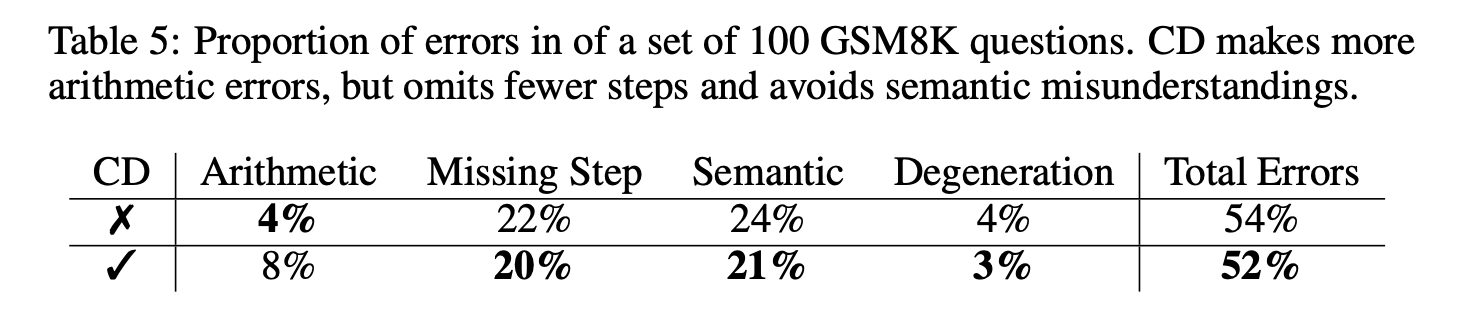 Table 5: Proportion of errors in of a set of 100 GSM8K questions. CD makes more
arithmetic errors, but omits fewer steps and avoids semantic misunderstandings.
CD Arithmetic Missing Step Semantic Degeneration Total Errors
✗ 4% 22% 24% 4% 54%
✓ 8% 20% 21% 3% 52%